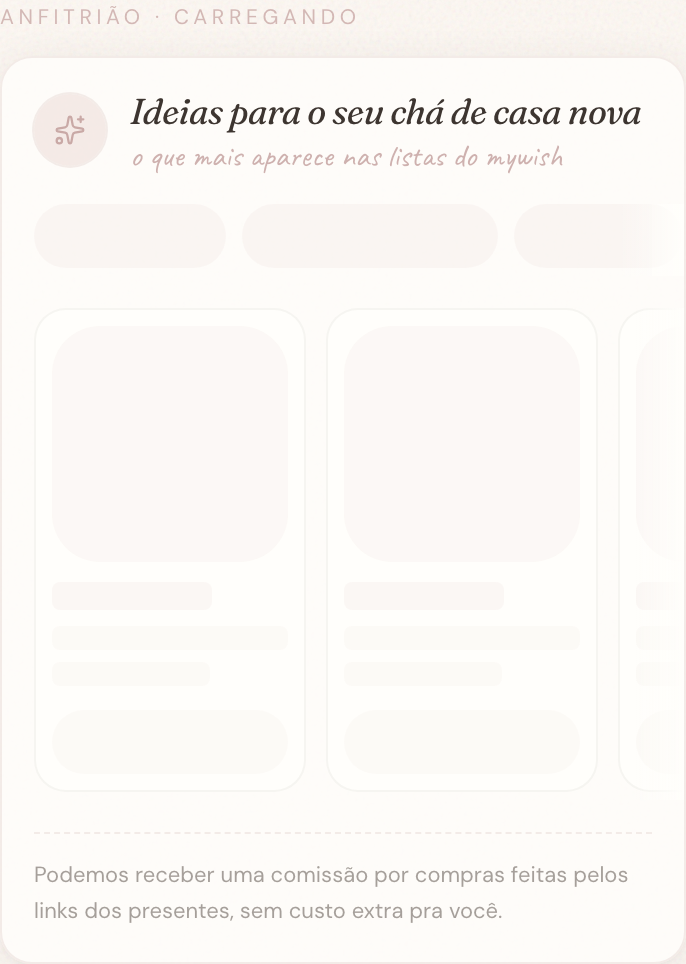 ANFITRIÃO · CARREGANDO
Ideias para o seu chá de casa nova
o que mais aparece nas listas do mywish
Podemos receber uma comissão por compras feitas pelos
links dos presentes, sem custo extra pra você.